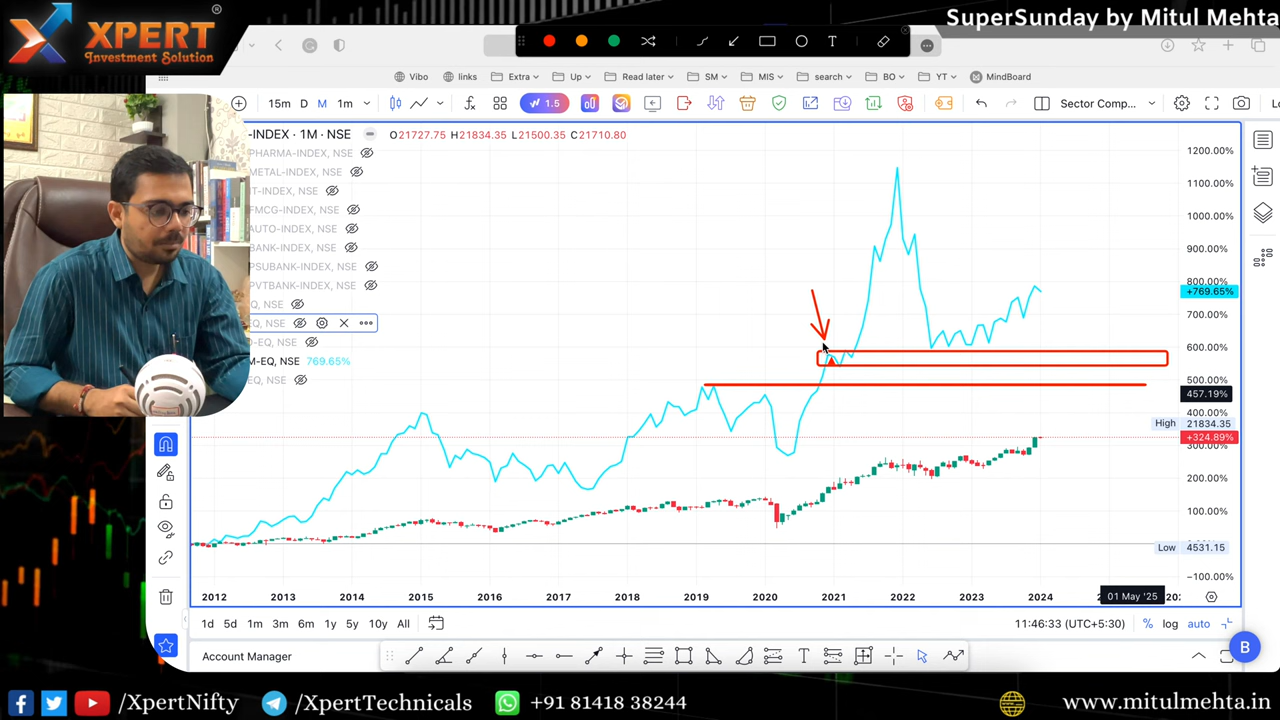 SuperSunday by Mitul Mehta
XPERT
Investment Solution
®
Vibo
links
Extra
Up
Read later
SM
MIS
search
BO
YT
MindBoard
15m D M 1m
1.5
Sector Comp...
-INDEX · 1M · NSE O21727.75 H21834.35 L21500.35 C21710.80
PHARMA-INDEX, NSE
METAL-INDEX, NSE
T-INDEX, NSE
FMCG-INDEX, NSE
AUTO-INDEX, NSE
BANK-INDEX, NSE
PSUBANK-INDEX, NSE
PVTBANK-INDEX, NSE
Q, NSE
EQ, NSE
D-EQ, NSE
M-EQ, NSE 769.65%
EQ, NSE
1200.00%
1100.00%
1000.00%
900.00%
800.00%
+769.65%
700.00%
600.00%
500.00%
457.19%
400.00%
High 21834.35
+324.89%
300.00%
200.00%
100.00%
Low 4531.15
−100.00%
2012 2013 2014 2015 2016 2017 2018 2019 2020 2021 2022 2023 2024 01 May '25
1d 5d 1m 3m 6m 1y 5y 10y All
11:46:33 (UTC+5:30) % log auto
Account Manager
B
/XpertNifty
/XpertTechnicals
+91 81418 38244
www.mitulmehta.in